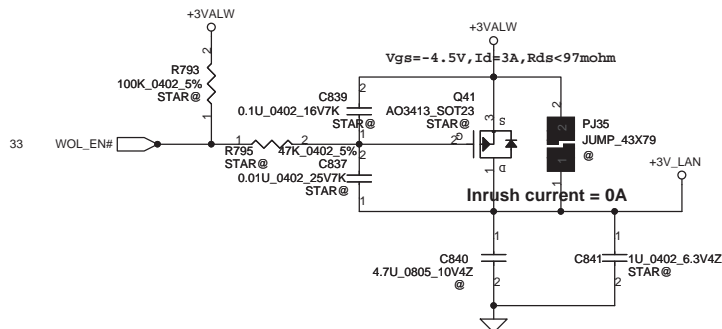 +3VALW
+3VALW
Vgs=-4.5V,Id=3A,Rds<97mohm
2
R793
100K_0402_5%
STAR@
1
C839
0.1U_0402_16V7K
STAR@
2
1
Q41
AO3413_SOT23
STAR@
G
2
3
S
D
1
2
PJ35
JUMP_43X79
@
2
1
1
33
WOL_EN#
1
2
R795
STAR@
47K_0402_5%
C837
0.01U_0402_25V7K
STAR@
2
1
+3V_LAN
Inrush current = 0A
1
C840
4.7U_0805_10V4Z
@
2
1
C841
1U_0402_6.3V4Z
STAR@
2